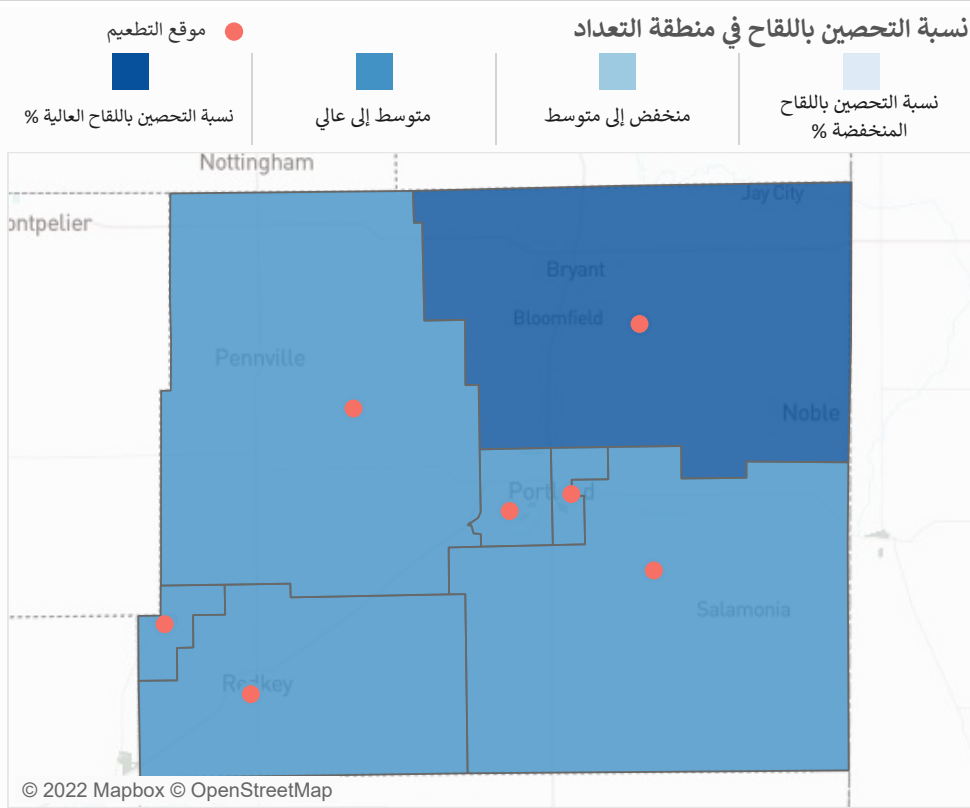 نسبة التحصين باللقاح في منطقة التعداد
موقع التطعيم
نسبة التحصين باللقاح
المنخفضة %
منخفض إلى متوسط
متوسط إلى عالي
نسبة التحصين باللقاح العالية %
Nottingham
Jay City
ontpelier
Bryant
Bloomfield
Pennville
Noble
Portland
Salamonia
Redkey
© 2022 Mapbox © OpenStreetMap